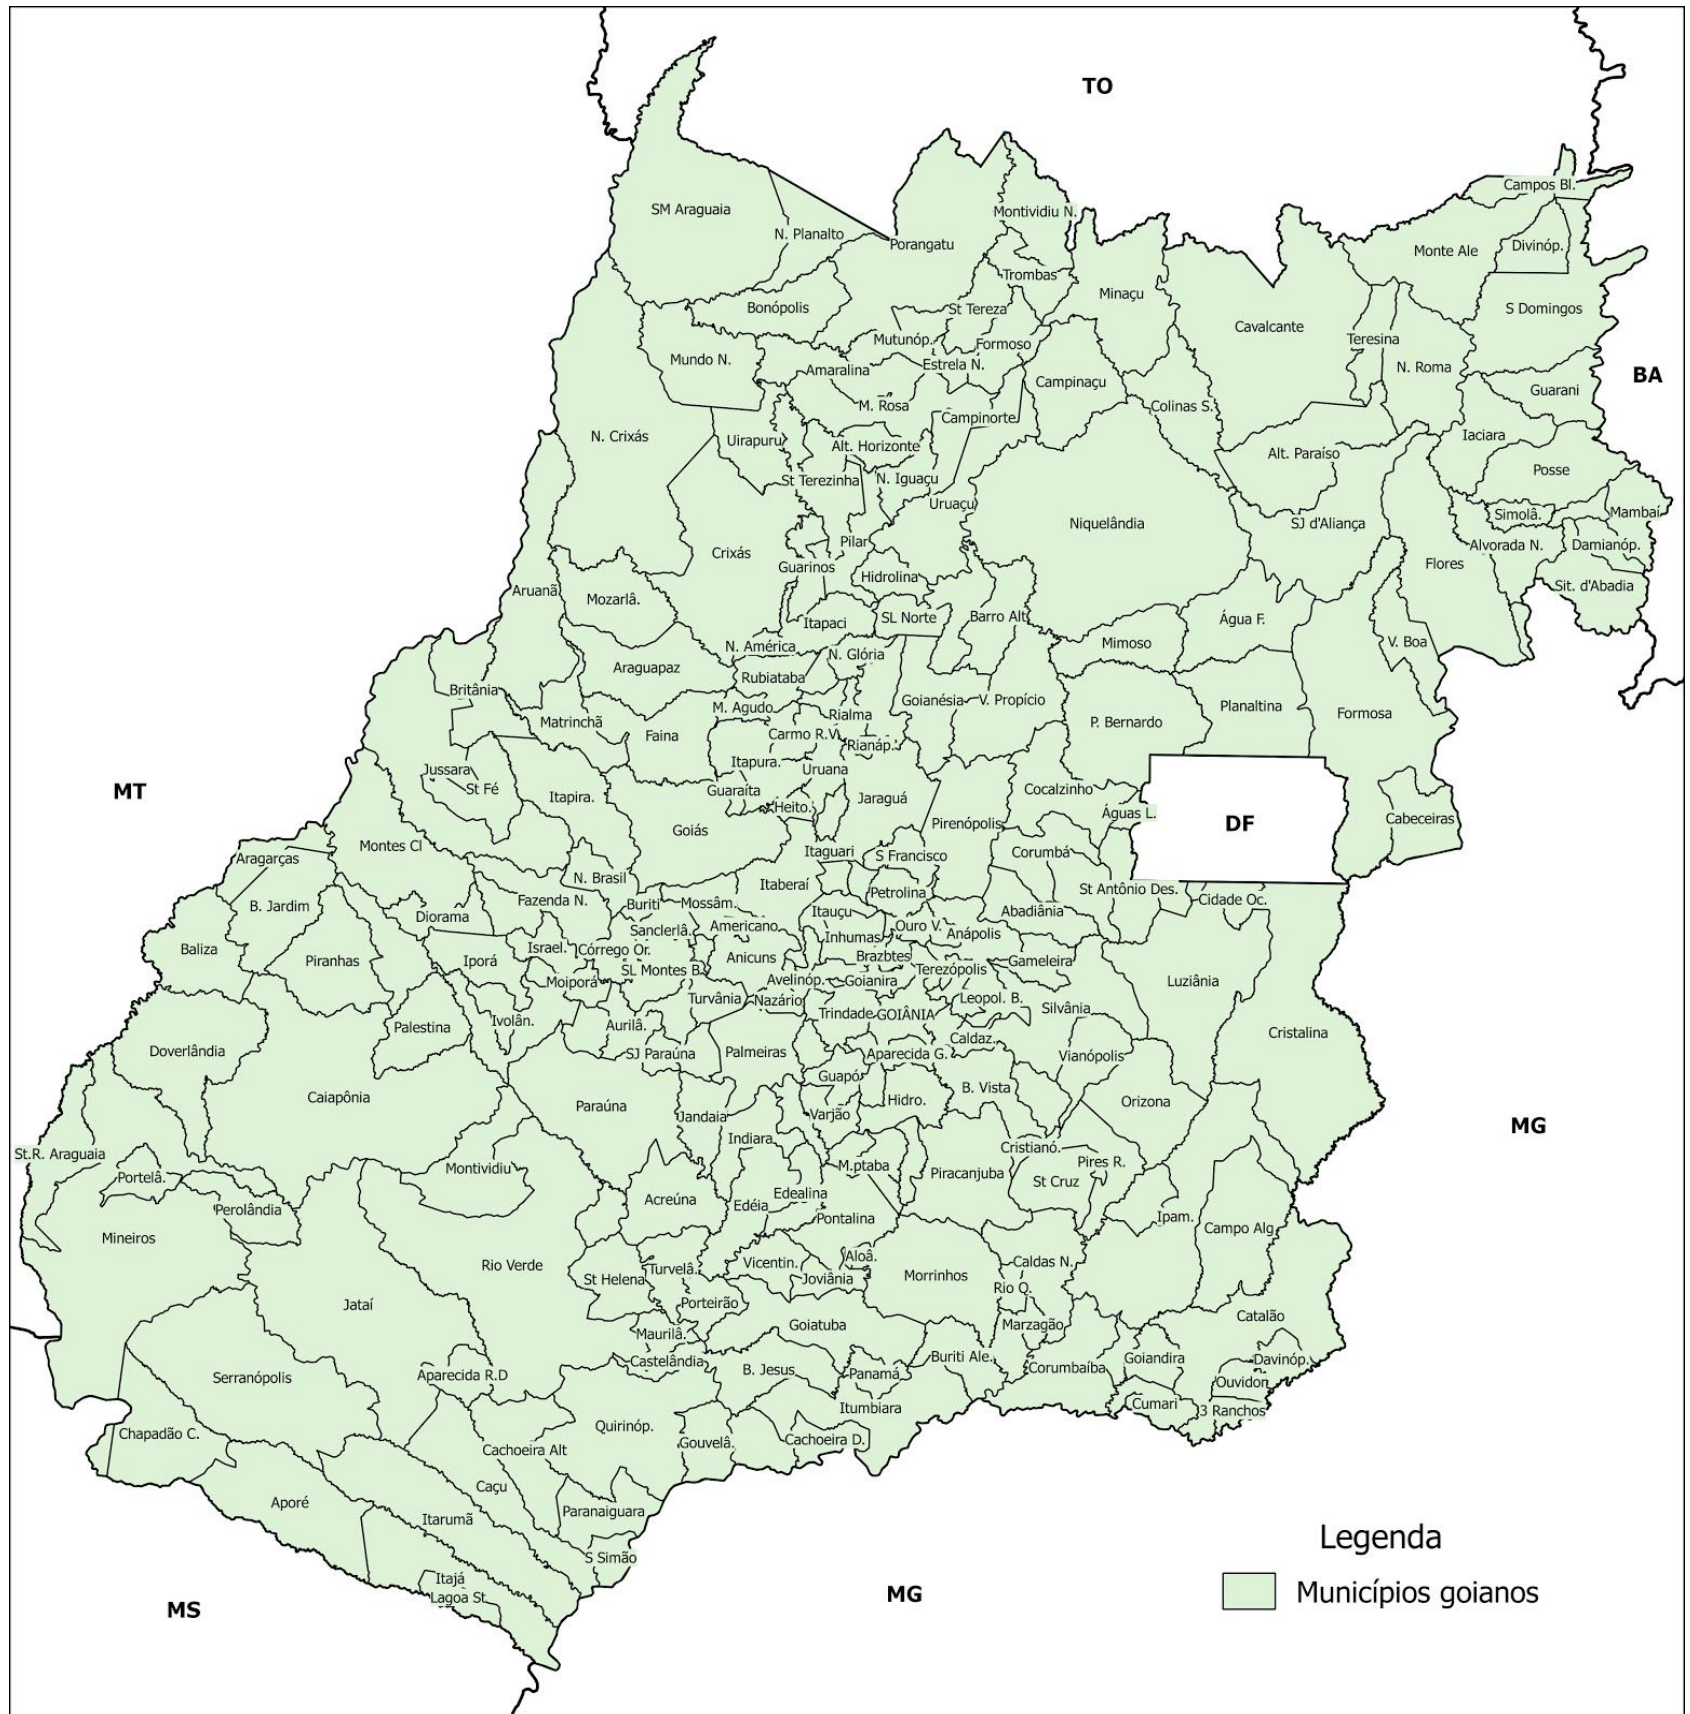 TO
Campos Bl.
SM Araguaia
Montividiu N.
N. Planalto
Porangatu
Monte Ale
Divinóp.
Trombas
Minaçu
Bonópolis
St Tereza
S Domingos
Cavalcante
Mutunóp.
Formoso
Teresina
Mundo N.
Amaralina
Estrela N.
N. Roma
BA
Campinaçu
Guarani
M. Rosa
Colinas S.
Campinorte
N. Crixás
Uirapuru
Alt. Horizonte
Iaciara
Alt. Paraíso
Posse
St Terezinha
N. Iguaçu
Uruaçu
Niquelândia
SJ d'Aliança
Simolâ.
Mambaí
Crixás
Pilar
Alvorada N.
Damianóp.
Guarinos
Hidrolina
Flores
Sit. d'Abadia
Aruanã
Mozarlâ.
Itapaci
SL Norte
Barro Alt
Água F.
Mimoso
V. Boa
N. América
N. Glória
Araguapaz
Rubiataba
Britânia
Goianésia
V. Propício
M. Agudo
Planaltina
Formosa
Matrinchã
Rialma
P. Bernardo
Faina
Carmo R.V.
Rianáp.
Itapura.
Uruana
Jussara
MT
St Fé
Guaraíta
Cocalzinho
Itapira.
Heito.
Jaraguá
Águas L.
Cabeceiras
Goiás
Pirenópolis
DF
Montes Cl
Itaguari
S Francisco
Corumbá
Aragarças
N. Brasil
Itaberaí
Petrolina
St Antônio Des.
Cidade Oc.
B. Jardim
Fazenda N.
Buriti
Mossâm.
Diorama
Itauçu
Abadiânia
Sanclerlâ.
Americano
Ouro V.
Anápolis
Inhumas
Baliza
Israel.
Córrego Or.
Anicuns
Brazbtes
Piranhas
Iporá
Gameleira
SL Montes B.
Terezópolis
Moiporá
Avelinóp.
Goianira
Luziânia
Turvânia
Nazário
Leopol. B.
Silvânia
Palestina
Ivolân.
Aurilâ.
Trindade
GOIÂNIA
Cristalina
Caldaz.
Doverlândia
SJ Paraúna
Palmeiras
Aparecida G.
Vianópolis
Guapó
B. Vista
Caiapônia
Paraúna
Hidro.
Orizona
Jandaia
Varjão
MG
Indiara
Cristianó.
St.R. Araguaia
Pires R.
Portelâ.
Montividiu
M.ptaba
Piracanjuba
St Cruz
Acreúna
Edealina
Edéia
Perolândia
Pontalina
Ipam.
Campo Alg
Mineiros
Rio Verde
Vicentin.
Aloâ.
Caldas N.
Turvelâ.
St Helena
Joviânia
Morrinhos
Rio Q.
Jataí
Porteirão
Goiatuba
Marzagão
Catalão
Maurilâ.
Castelândia
Buriti Ale.
Goiandira
Davinóp.
Serranópolis
Aparecida R.D
B. Jesus
Panamá
Corumbaíba
Ouvidor
Cumari
3 Ranchos
Itumbiara
Chapadão C.
Quirinóp.
Gouvelâ.
Cachoeira D.
Cachoeira Alt
Caçu
Aporé
Paranaiguara
Itarumã
S Simão
Itajá
Lagoa St
MS
MG
Legenda
Municípios goianos